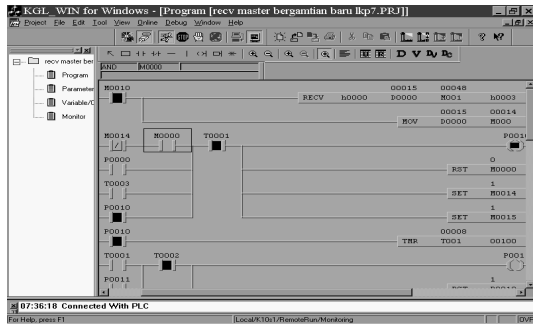 KGL_WIN for Windows - [Program [recv master bergamtian baru lkp7.PRJ]]
Project File Edit Tool View Online Debug Window Help
recv master ber
Program
Parameter
Variable/C
Monitor
D V
AND M0000
M0010 00015 00048
RECV h0000 D0000 M001 h0003
00015 00014
MOV D0000 M000
M0014 M0000 T0001 P001
P0000 0
RST M0000
T0003 1
SET M0014
P0010 1
SET M0015
P0010 00008
TMR T001 00100
T0001 T0002 P001
P0011 1
07:36:18 Connected With PLC
For Help, press F1 Local/K10s1/RemoteRun/Monitoring OVR